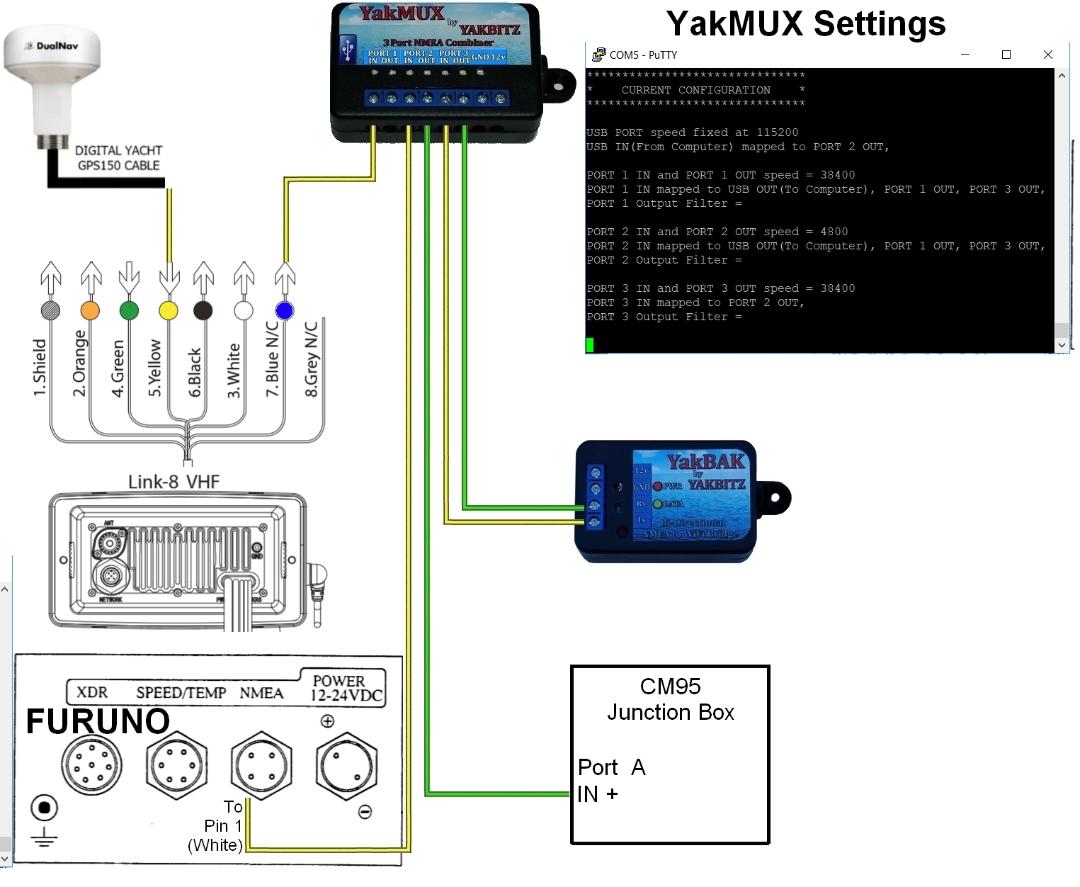 YakMUX Settings
DualNav
DIGITAL YACHT
GPS150 CABLE
YakMUX
by
YAKBITZ
3 Port NMEA Combiner
PORT 1 PORT 2 PORT 3
IN OUT IN OUT IN OUT GND 12v
COM5 - PuTTY
*******************************
* CURRENT CONFIGURATION *
*******************************
USB PORT speed fixed at 115200
USB IN(From Computer) mapped to PORT 2 OUT,
PORT 1 IN and PORT 1 OUT speed = 38400
PORT 1 IN mapped to USB OUT(To Computer), PORT 1 OUT, PORT 3 OUT,
PORT 1 Output Filter =
PORT 2 IN and PORT 2 OUT speed = 4800
PORT 2 IN mapped to USB OUT(To Computer), PORT 1 OUT, PORT 3 OUT,
PORT 2 Output Filter =
PORT 3 IN and PORT 3 OUT speed = 38400
PORT 3 IN mapped to PORT 2 OUT,
PORT 3 Output Filter =
1. Shield
2. Orange
4. Green
5. Yellow
6. Black
3. White
7. Blue N/C
8. Grey N/C
Link-8 VHF
ANT
GND
NETWORK
YakBAK
by
YAKBITZ
12v
GND
PWR
Rx
DATA
Tx
Bi-Directional
NMEA to WiFi Bridge
XDR
SPEED/TEMP
NMEA
POWER
12-24VDC
FURUNO
To
Pin 1
(White)
CM95
Junction Box
Port A
IN +